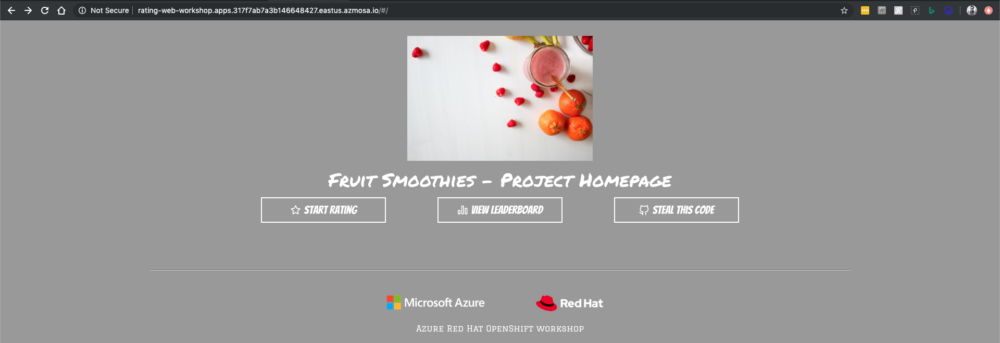 Not Secure rating-web-workshop.apps.317f7ab7a3b146648427.eastus.azmosa.io/#/
Fruit Smoothies - Project Homepage
START RATING VIEW LEADERBOARD STEAL THIS CODE
Microsoft Azure Red Hat
Azure Red Hat OpenShift workshop